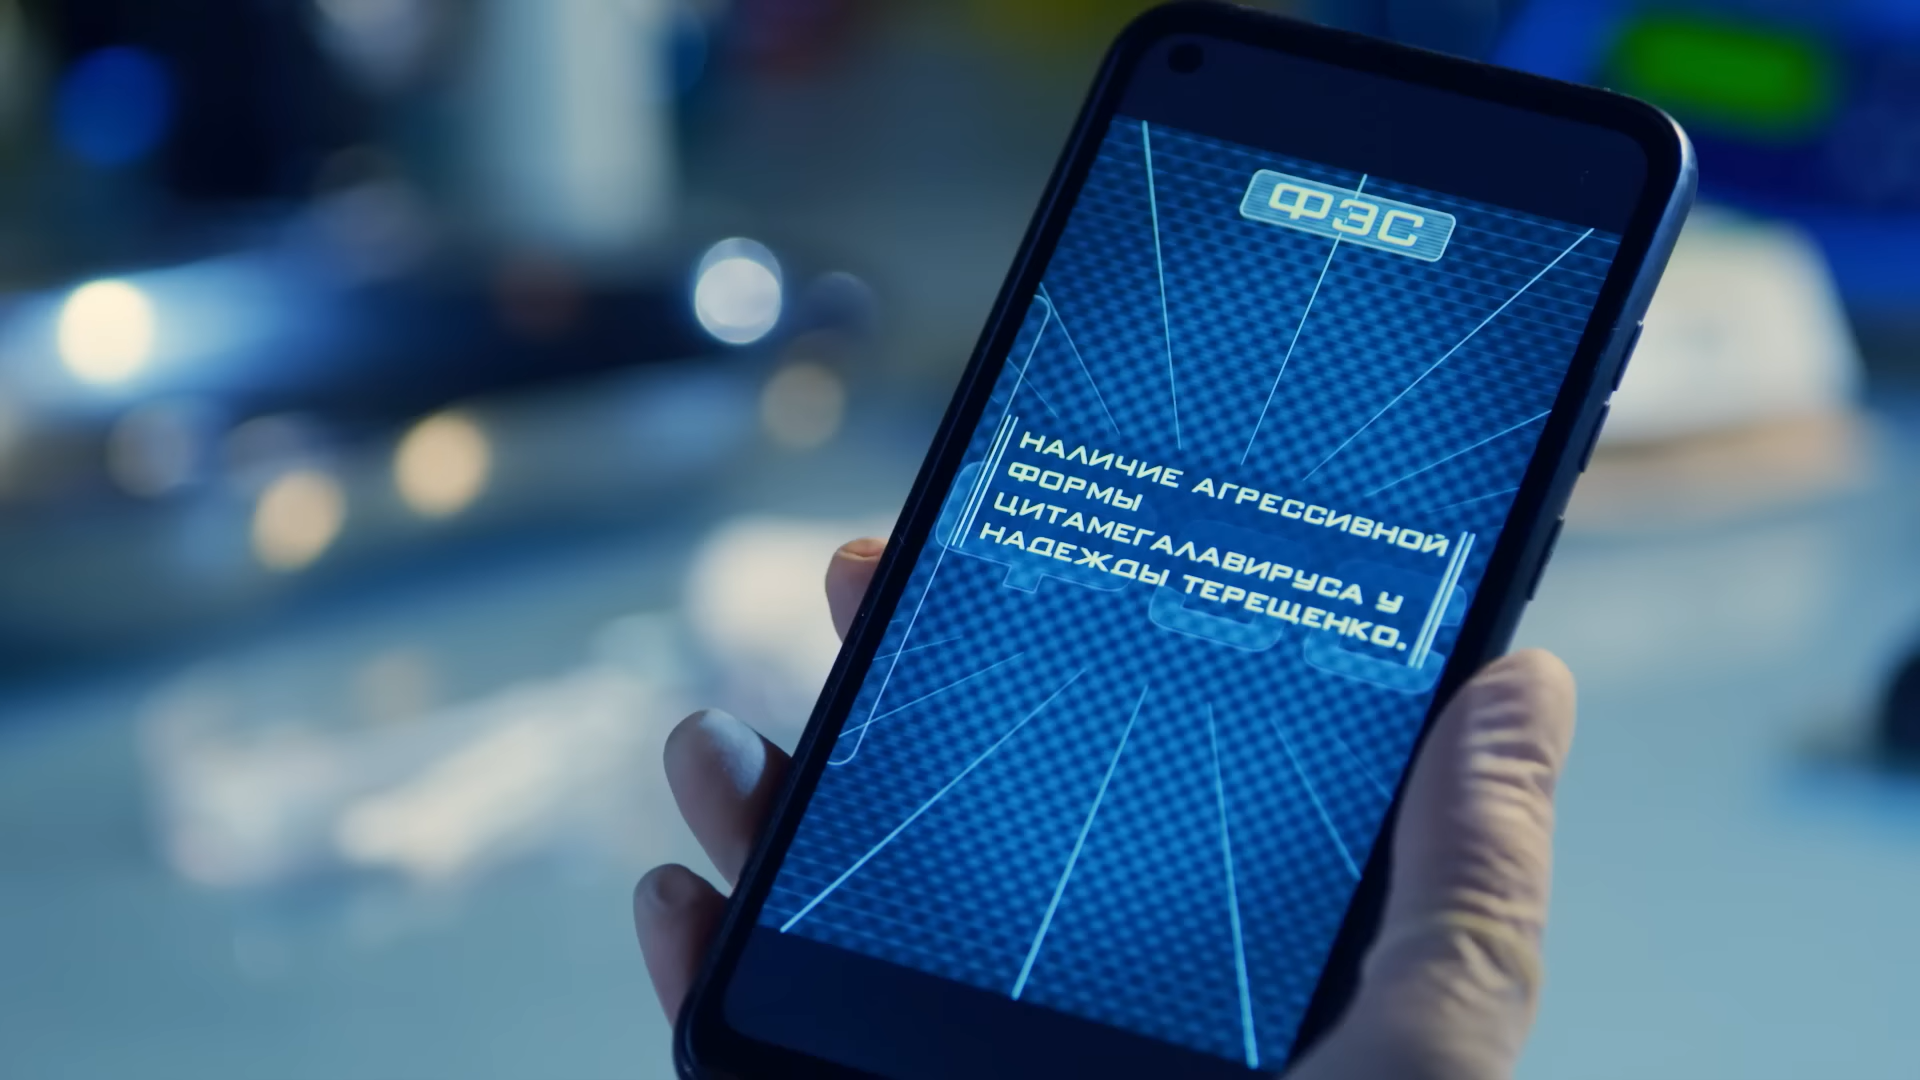 ФЭС
НАЛИЧИЕ АГРЕССИВНОЙ
ФОРМЫ
ЦИТАМЕГАЛАВИРУСА У
НАДЕЖДЫ ТЕРЕЩЕНКО.